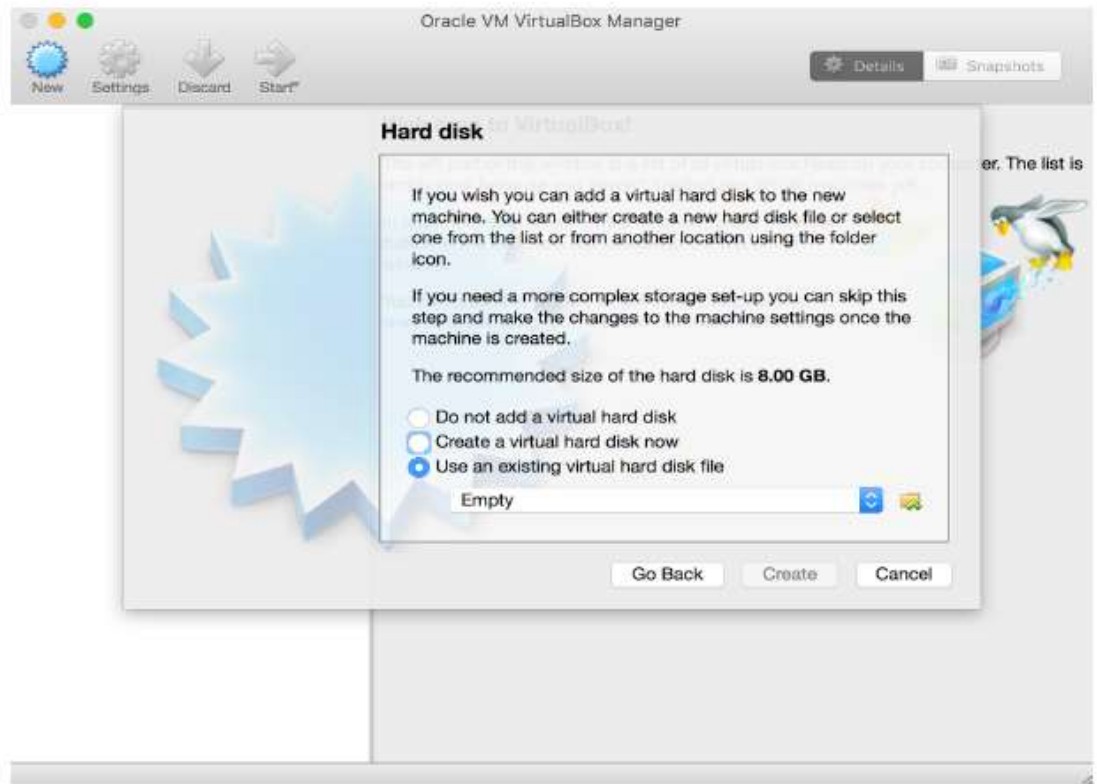 Oracle VM VirtualBox Manager
New Settings Discard Start
Details Snapshots
to VirtualBox!
Hard disk
er. The list is
If you wish you can add a virtual hard disk to the new
machine. You can either create a new hard disk file or select
one from the list or from another location using the folder
icon.
If you need a more complex storage set-up you can skip this
step and make the changes to the machine settings once the
machine is created.
The recommended size of the hard disk is 8.00 GB.
Do not add a virtual hard disk
Create a virtual hard disk now
Use an existing virtual hard disk file
Empty
Go Back Create Cancel